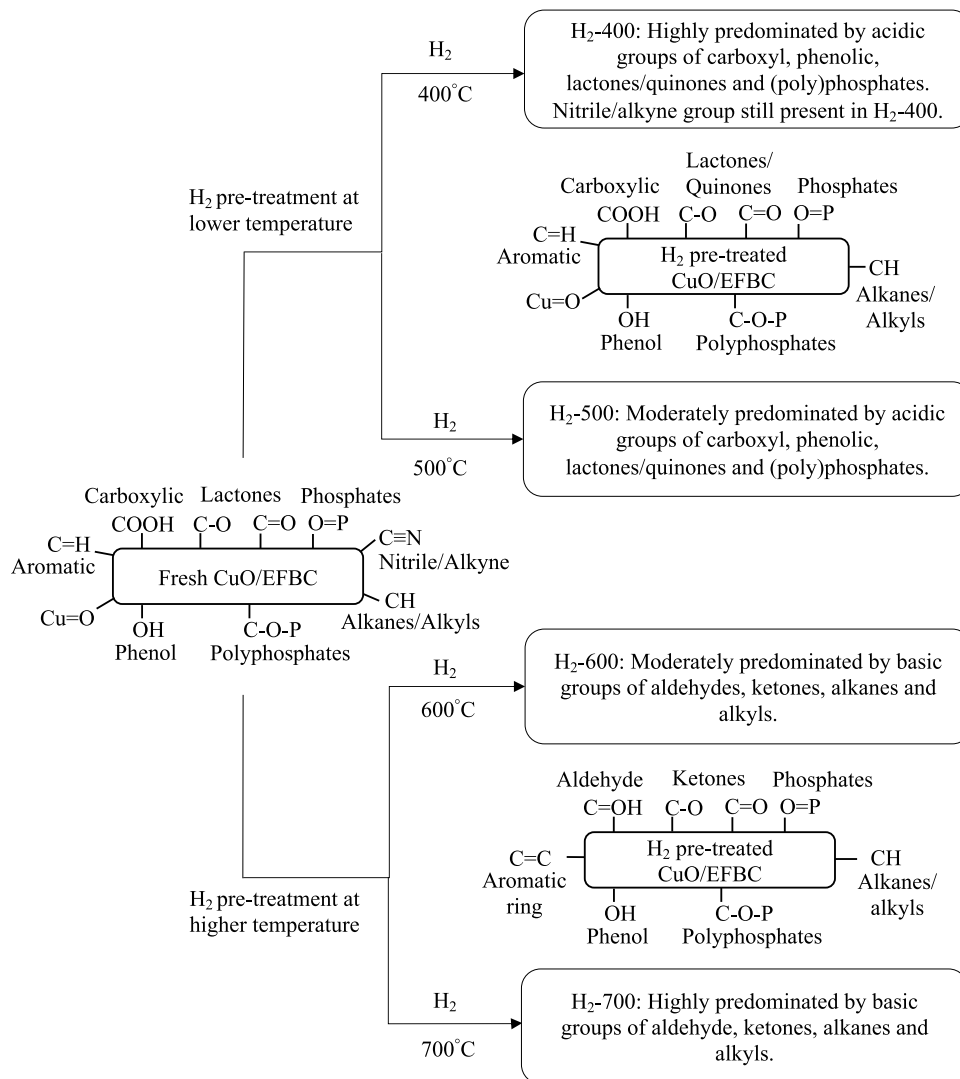 H₂
400°C
H₂-400: Highly predominated by acidic
groups of carboxyl, phenolic,
lactones/quinones and (poly)phosphates.
Nitrile/alkyne group still present in H₂-400.
H₂ pre-treatment at
lower temperature
Lactones/
Quinones
Carboxylic
Phosphates
COOH
C-O
C=O
O=P
C=H
Aromatic
H₂ pre-treated
CuO/EFBC
CH
Alkanes/
Alkyls
Cu=O
OH
Phenol
C-O-P
Polyphosphates
H₂
500°C
H₂-500: Moderately predominated by acidic
groups of carboxyl, phenolic,
lactones/quinones and (poly)phosphates.
Carboxylic
Lactones
Phosphates
COOH
C-O
C=O
O=P
C≡N
Nitrile/Alkyne
C=H
Aromatic
Fresh CuO/EFBC
CH
Alkanes/Alkyls
Cu=O
OH
Phenol
C-O-P
Polyphosphates
H₂
600°C
H₂-600: Moderately predominated by basic
groups of aldehydes, ketones, alkanes and
alkyls.
H₂ pre-treatment at
higher temperature
Aldehyde
Ketones
Phosphates
C=OH
C-O
C=O
O=P
C=C
Aromatic
ring
H₂ pre-treated
CuO/EFBC
CH
Alkanes/
alkyls
OH
Phenol
C-O-P
Polyphosphates
H₂
700°C
H₂-700: Highly predominated by basic
groups of aldehyde, ketones, alkanes and
alkyls.